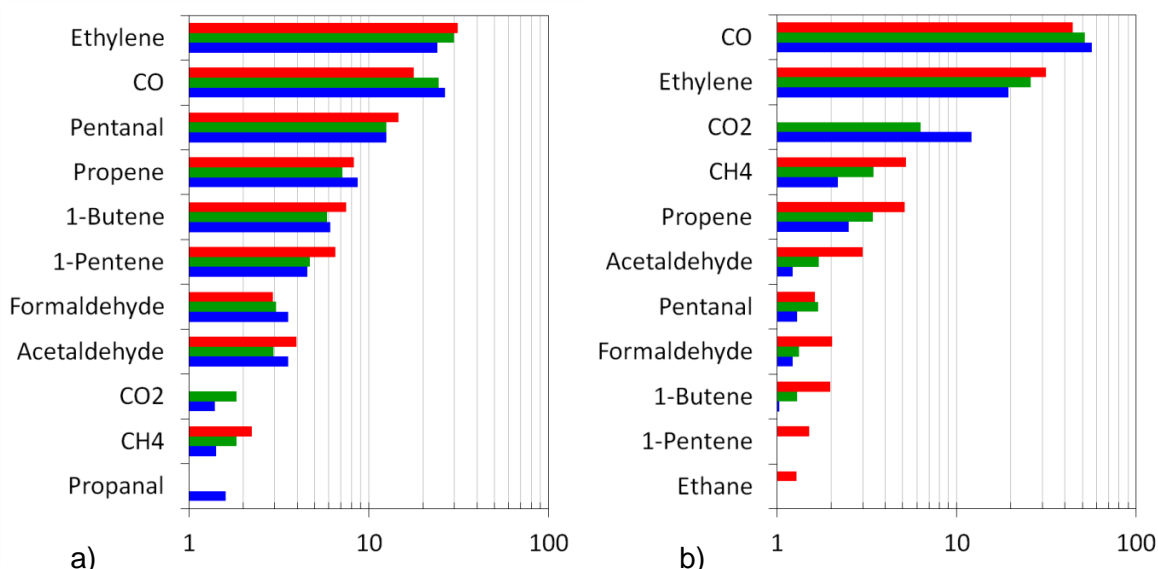 Ethylene
CO
Pentanal
Propene
1-Butene
1-Pentene
Formaldehyde
Acetaldehyde
CO2
CH4
Propanal
1 10 100
a)
CO
Ethylene
CO2
CH4
Propene
Acetaldehyde
Pentanal
Formaldehyde
1-Butene
1-Pentene
Ethane
1 10 100
b)